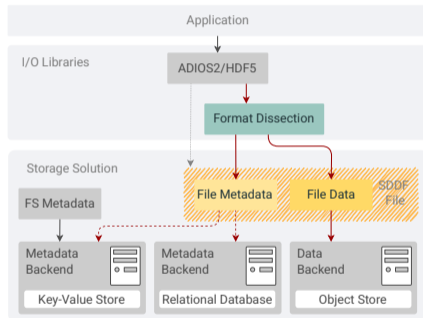 Application
I/O Libraries
ADIOS2/HDF5
Format Dissection
Storage Solution
FS Metadata
File Metadata
File Data
SDDF
File
Metadata
Backend
Key-Value Store
Metadata
Backend
Relational Database
Data
Backend
Object Store